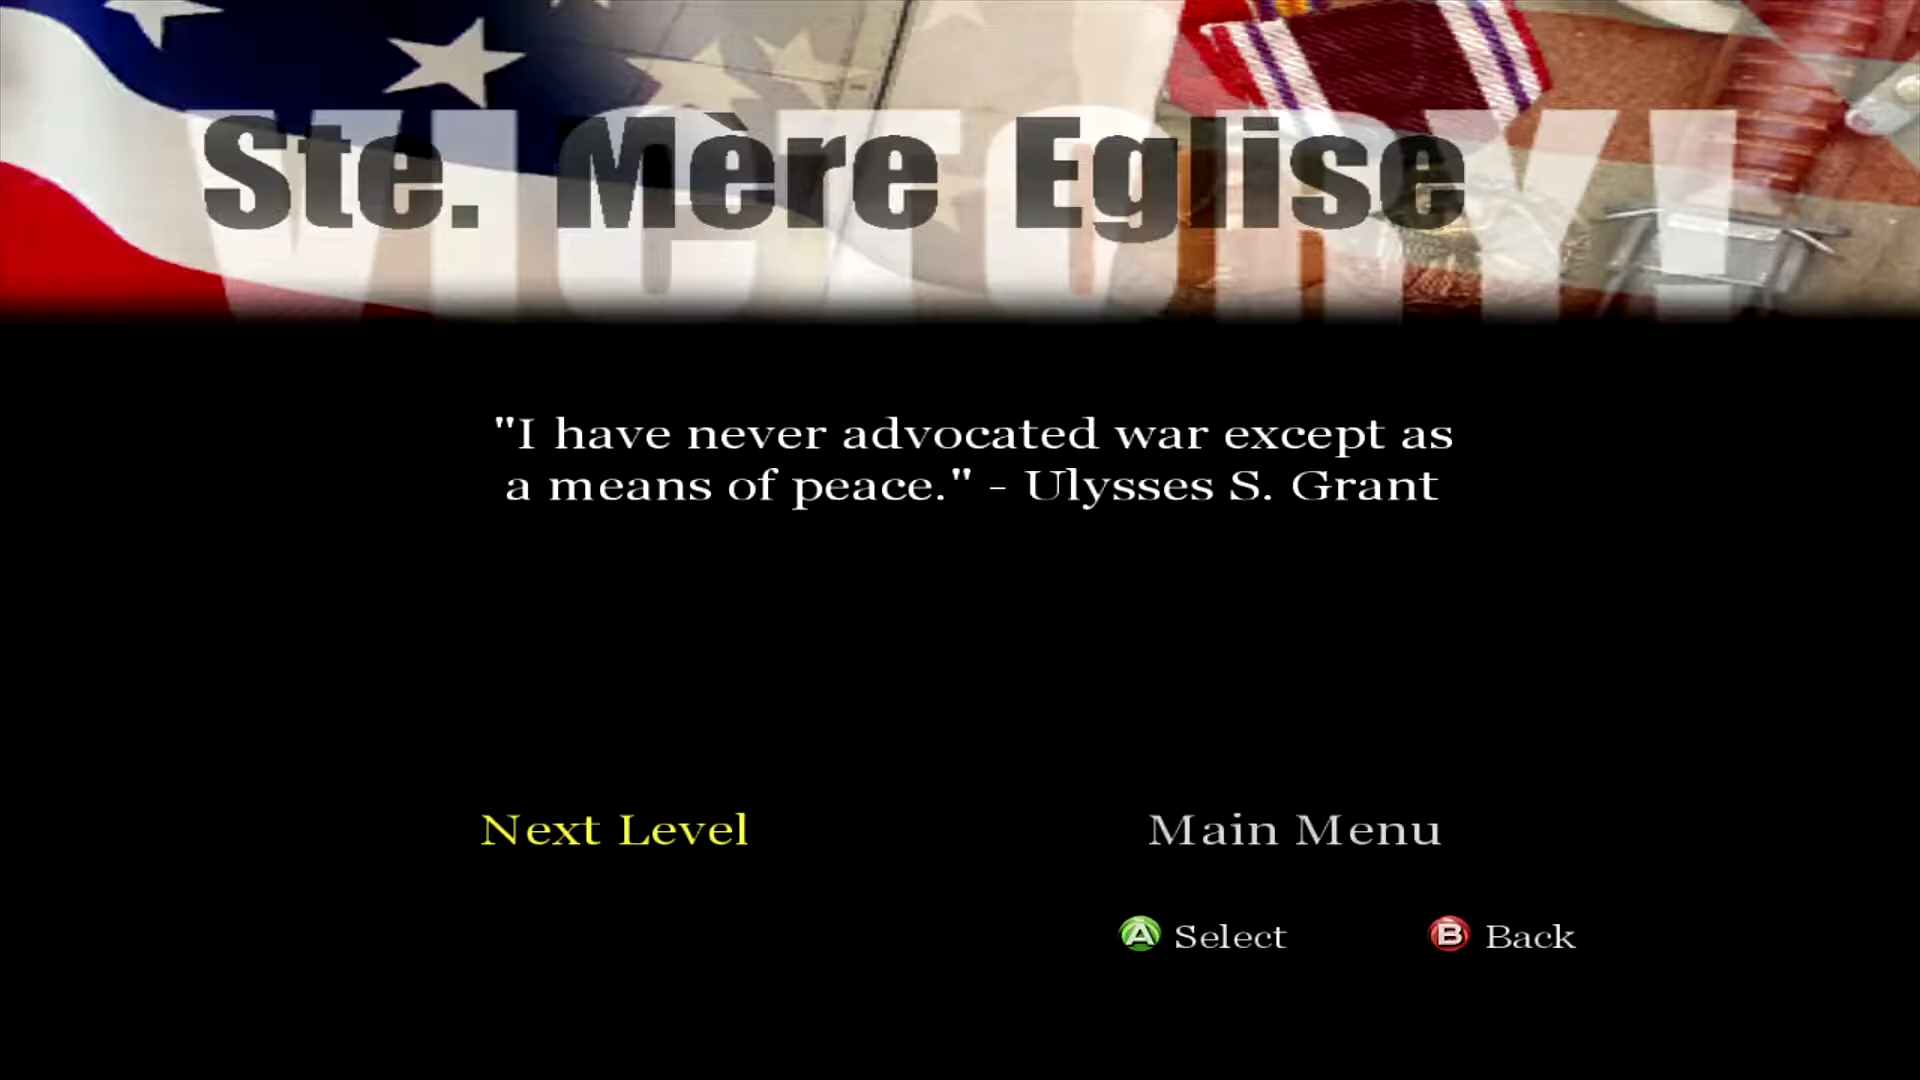 VICTORY!
Ste. Mère Eglise
"I have never advocated war except as
a means of peace." - Ulysses S. Grant
Next Level
Main Menu
A Select
B Back